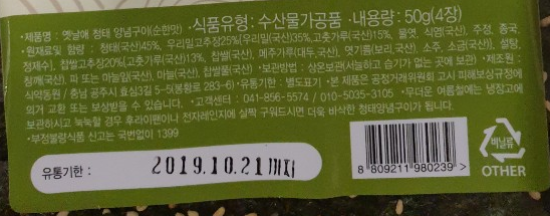 •제품명: 옛날애 청태 양념구이(순한맛) •식품유형: 수산물가공품 •내용량: 50g(4장)
•원재료및 함량: 청태(국산)45%, 우리밀고추장25%{우리밀(국산)35%,고춧가루(국산)15%, 물엿, 식염(국산), 주정, 종국,
정제수}, 찹쌀고추장20%{고춧가루(국산)13%, 찹쌀(국산), 메주가루(대두,국산), 엿기름(보리,국산), 소주, 소금(국산)}, 설탕,
참깨(국산), 마늘(국산), 찹쌀풀(국산) •보관방법: 상온보관(서늘하고 습기가 없는 곳에 보관) •제조원:
식약동원 / 충남 공주시 효심3길 5-5(봉황로 283-6) •유통기한: 별도표기 •본 제품은 공정거래위원회 고시 피해보상규정에
의거 교환 또는 보상받을 수 있습니다. •고객센터: 041-856-5574 / 010-5035-3105 •무더운 여름철에는 냉장고에
보관하시고 눅눅할 경우 후라이팬이나 전자레인지에 살짝 구워드시면 더욱 바삭한 청태양념구이가 됩니다.
•부정불량식품 신고는 국번없이 1399
유통기한: 2019.10.21까지
8 809211 980239
비닐류
OTHER